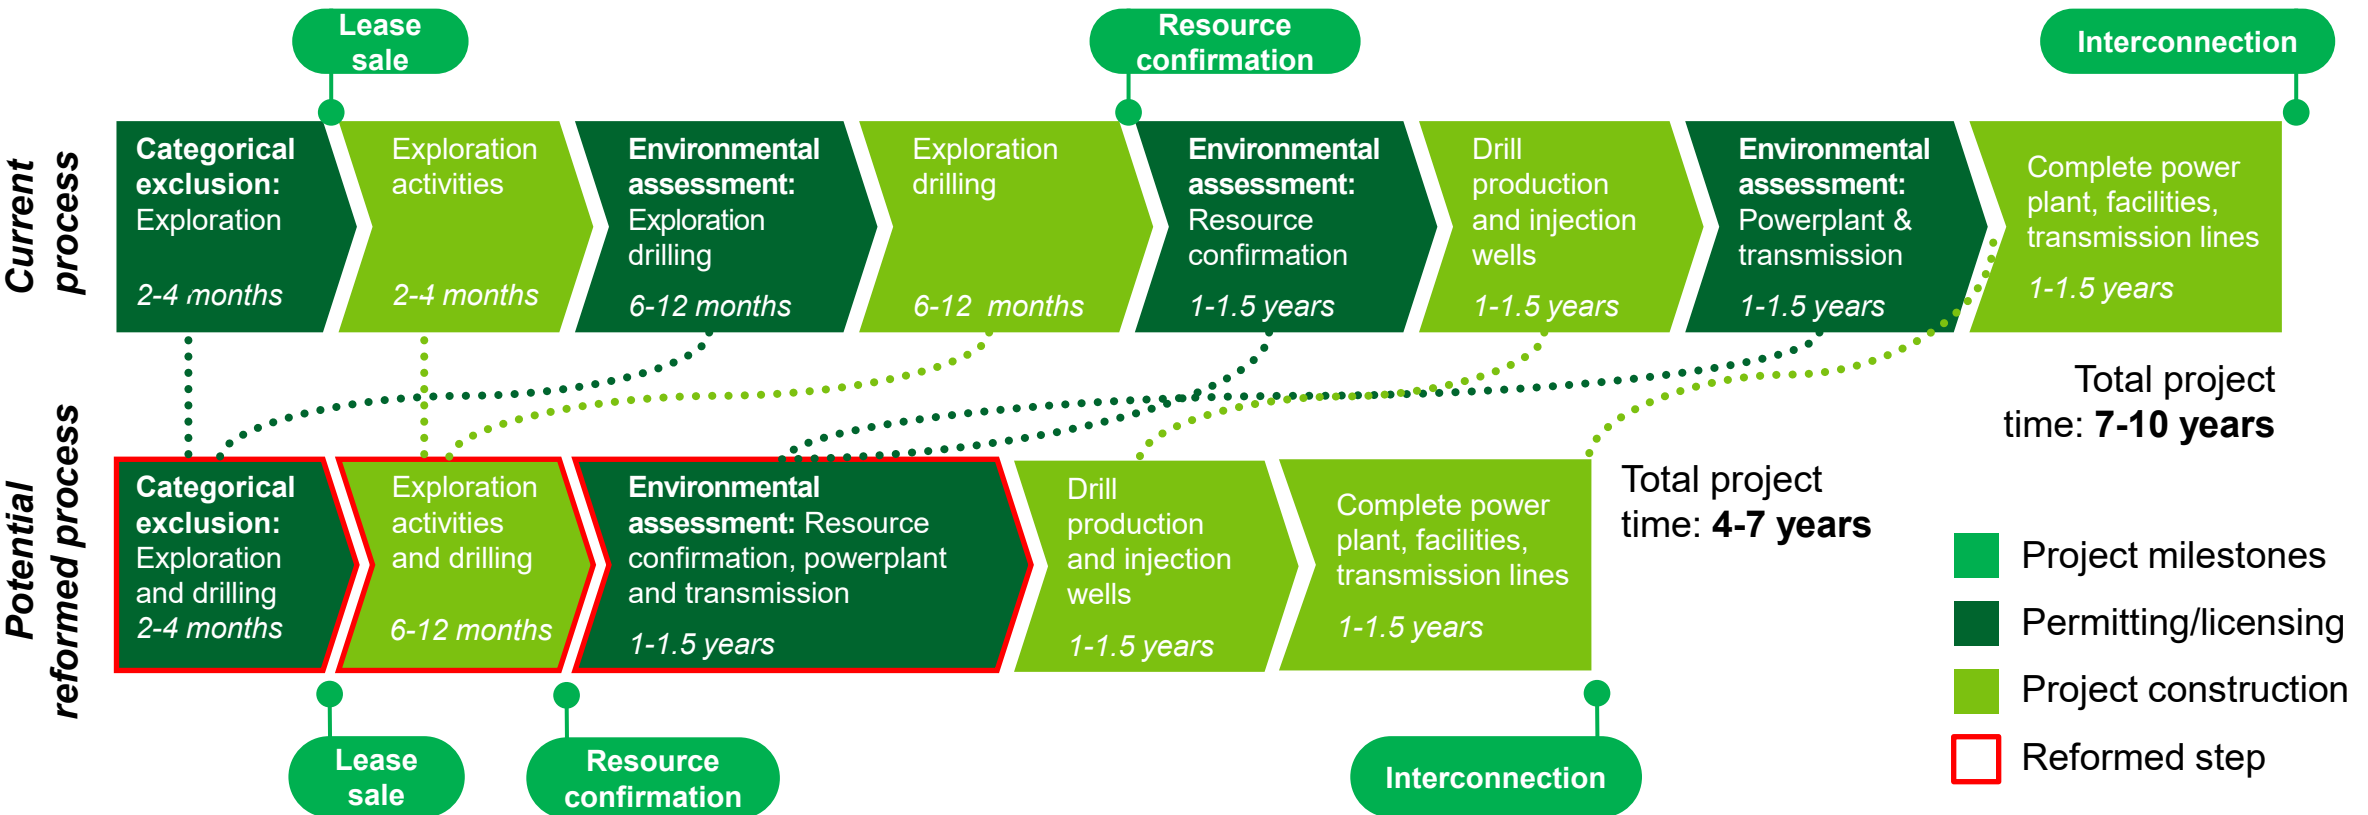 Lease
sale
Resource
confirmation
Interconnection
Current
process
Categorical
exclusion:
Exploration
2-4 months
Exploration
activities
2-4 months
Environmental
assessment:
Exploration
drilling
6-12 months
Exploration
drilling
6-12 months
Environmental
assessment:
Resource
confirmation
1-1.5 years
Drill
production
and injection
wells
1-1.5 years
Environmental
assessment:
Powerplant &
transmission
1-1.5 years
Complete power
plant, facilities,
transmission lines
1-1.5 years
Total project
time: 7-10 years
Potential
reformed process
Categorical
exclusion:
Exploration
and drilling
2-4 months
Exploration
activities
and drilling
6-12 months
Environmental
assessment: Resource
confirmation, powerplant
and transmission
1-1.5 years
Drill
production
and injection
wells
1-1.5 years
Complete power
plant, facilities,
transmission lines
1-1.5 years
Total project
time: 4-7 years
Lease
sale
Resource
confirmation
Interconnection
Project milestones
Permitting/licensing
Project construction
Reformed step